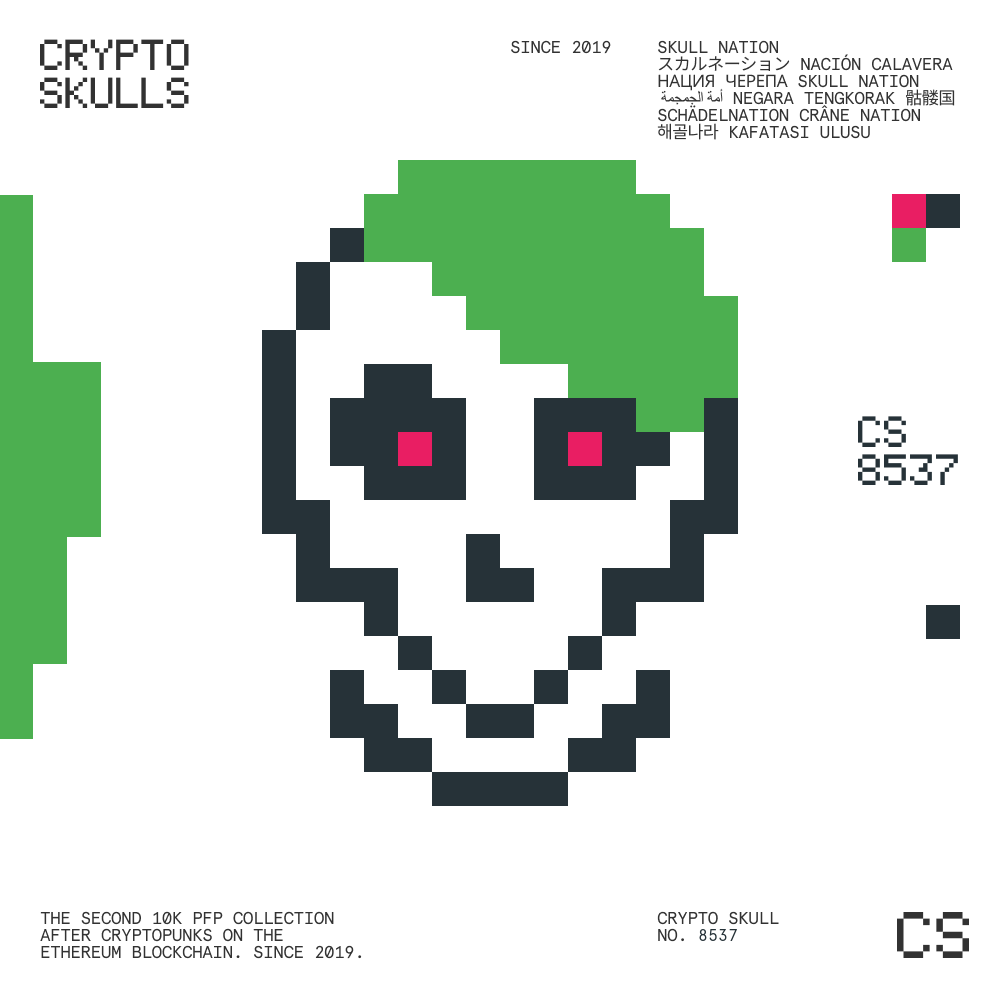 CRYPTO
SKULLS
SINCE 2019
SKULL NATION
スカルネーション NACIÓN CALAVERA
НАЦИЯ ЧЕРЕПА SKULL NATION
أمة الجمجمة NEGARA TENGKORAK 骷髅国
SCHÄDELNATION CRÂNE NATION
해골나라 KAFATASI ULUSU
CS
8537
THE SECOND 10K PFP COLLECTION
AFTER CRYPTOPUNKS ON THE
ETHEREUM BLOCKCHAIN. SINCE 2019.
CRYPTO SKULL
NO. 8537
CS